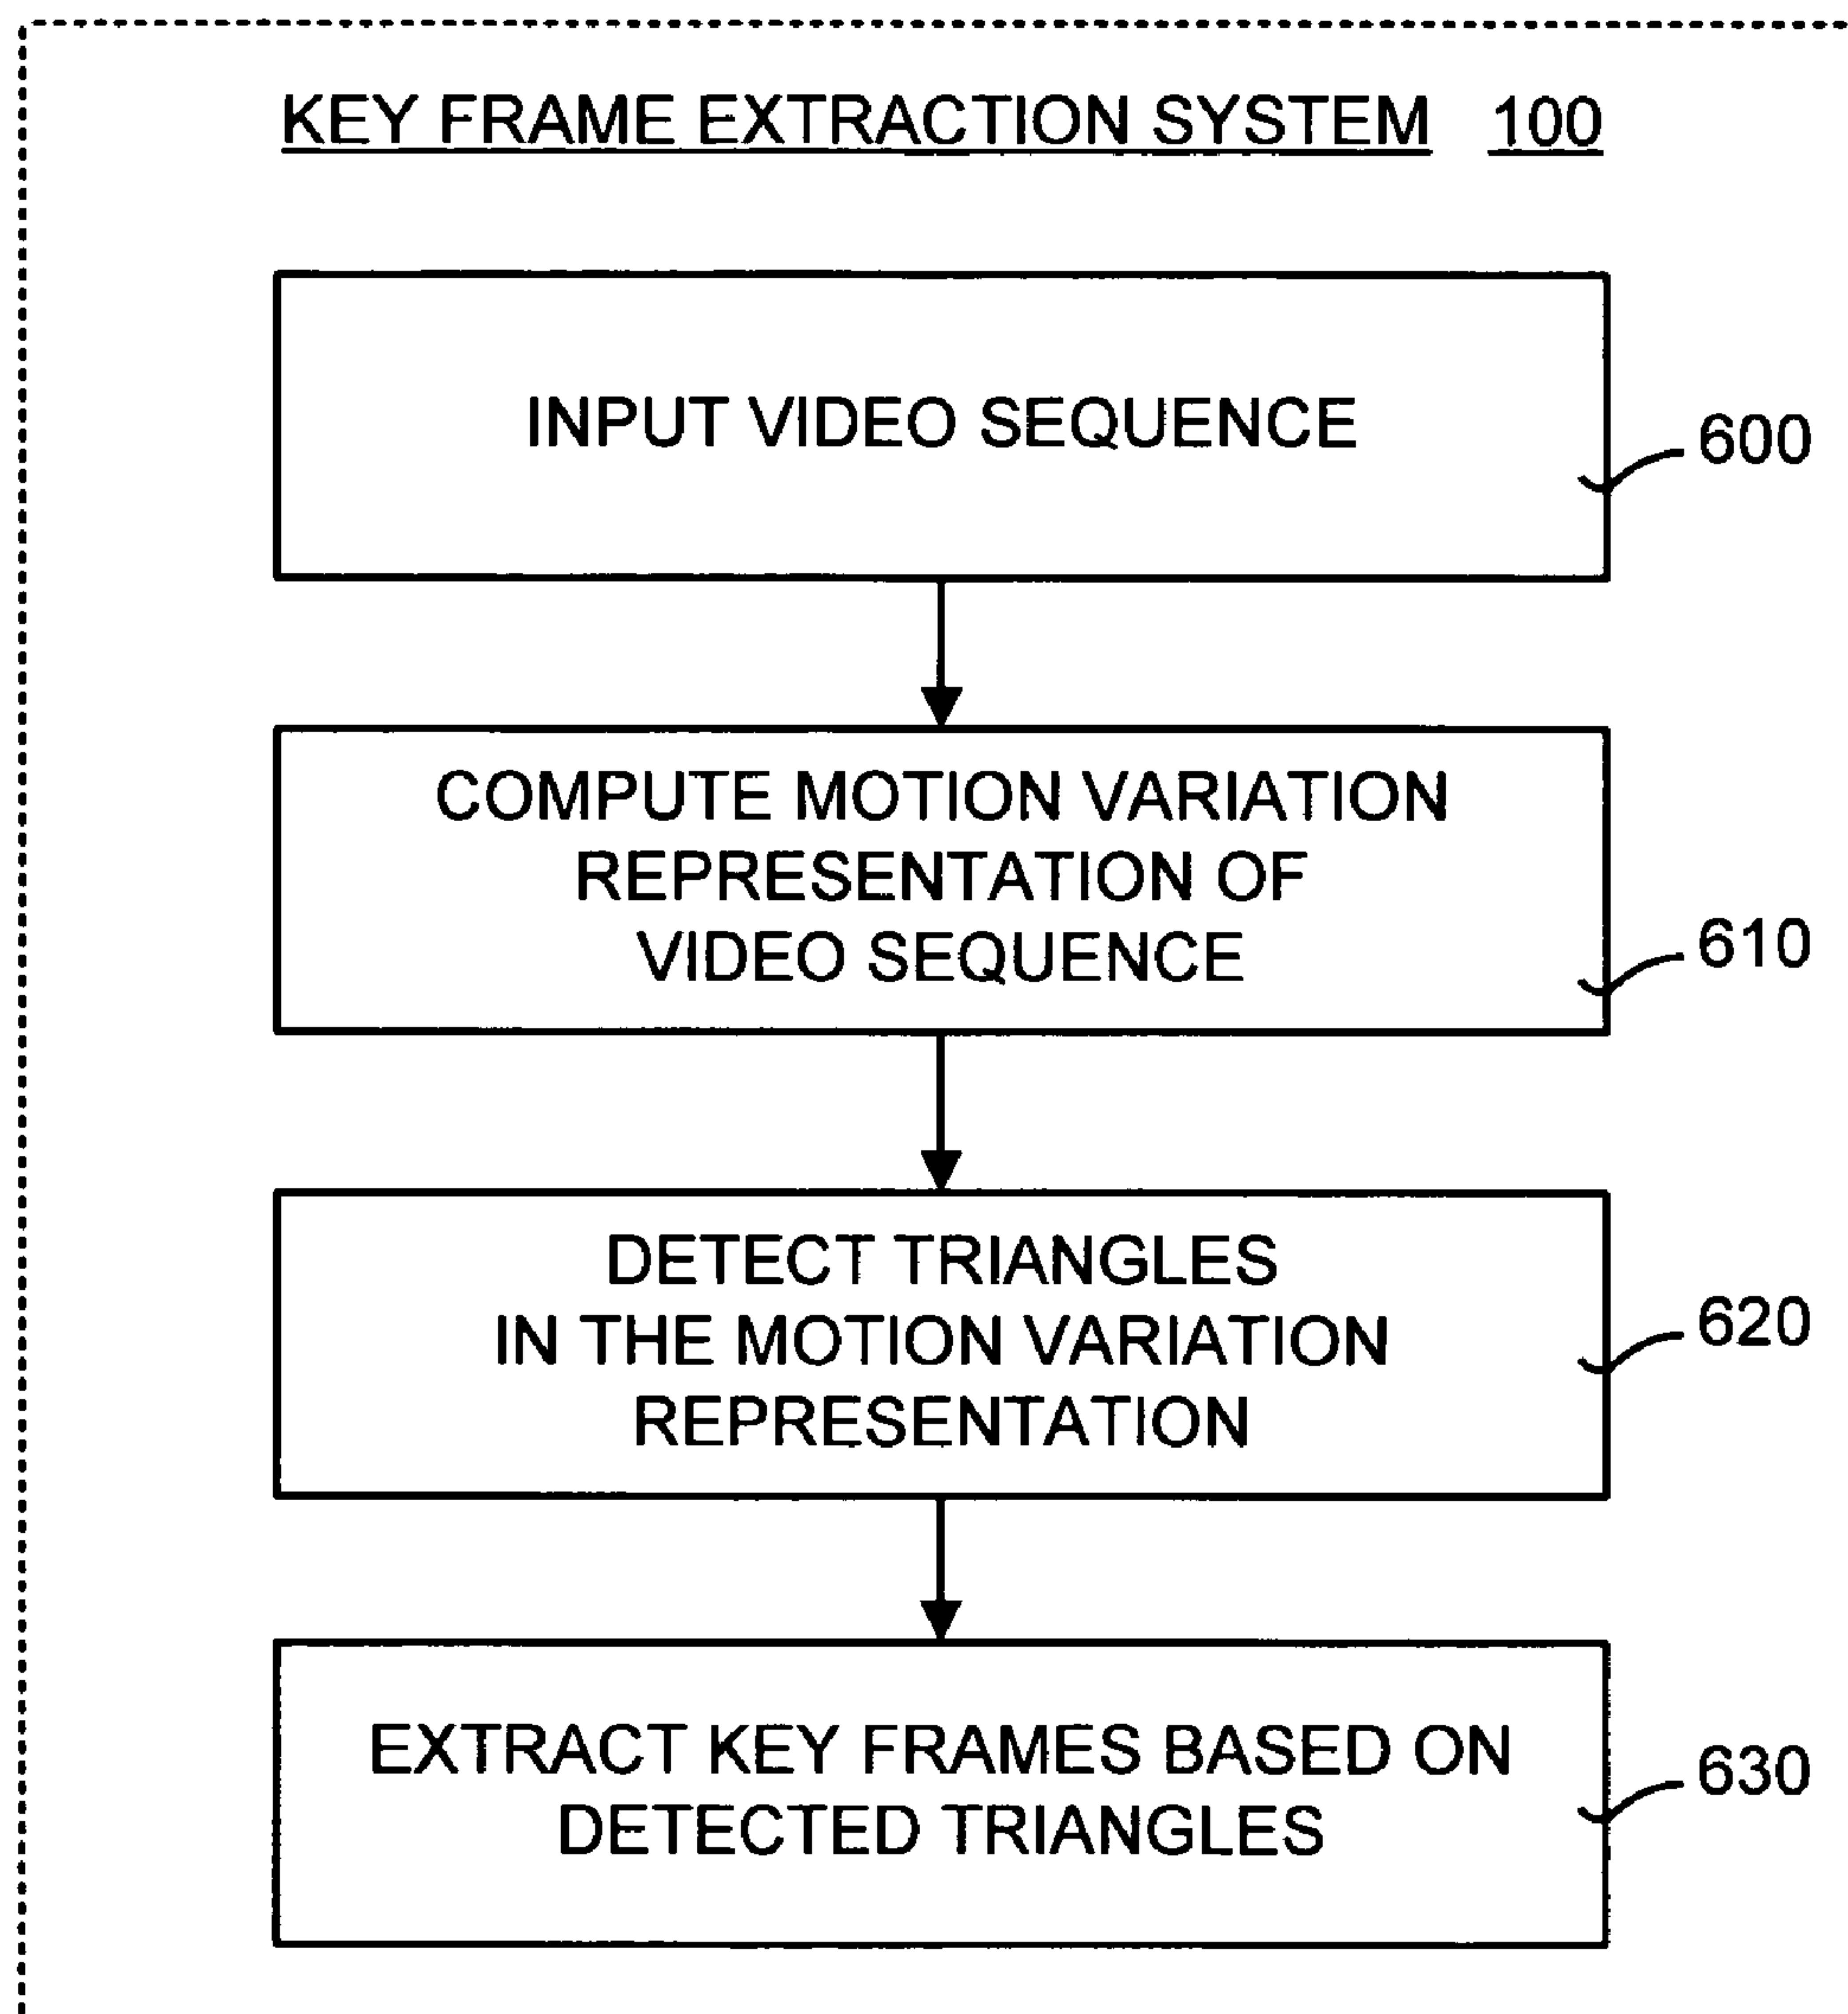 KEY FRAME EXTRACTION SYSTEM 100
INPUT VIDEO SEQUENCE
600
COMPUTE MOTION VARIATION
REPRESENTATION OF
VIDEO SEQUENCE
610
DETECT TRIANGLES
IN THE MOTION VARIATION
REPRESENTATION
620
EXTRACT KEY FRAMES BASED ON
DETECTED TRIANGLES
630